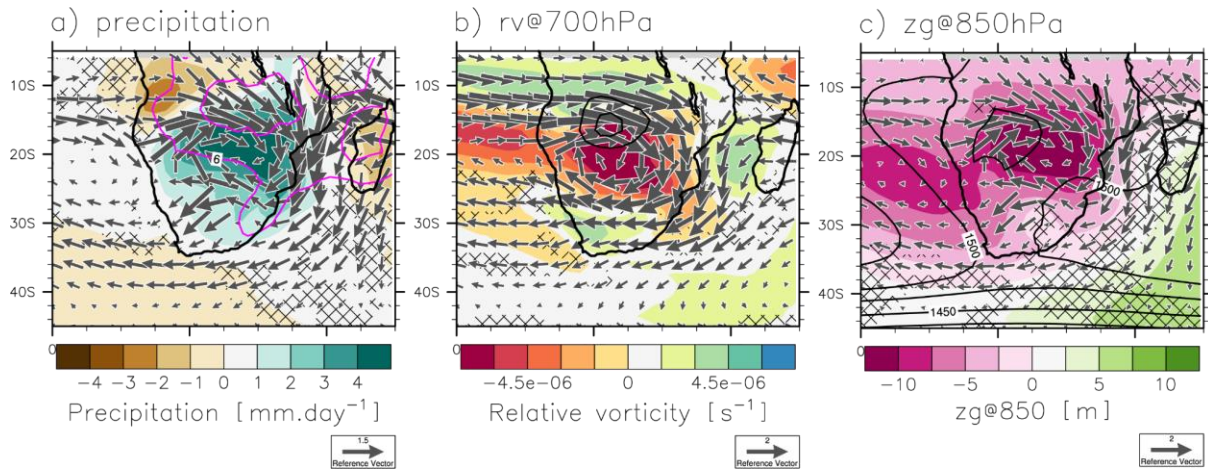 a) precipitation
b) rv@700hPa
c) zg@850hPa
10S
20S
30S
40S
6
10S
20S
30S
40S
10S
20S
30S
40S
1500
1500
1450
0
−4 −3 −2 −1 0 1 2 3 4
Precipitation [mm.day⁻¹]
1.5
Reference Vector
0
−4.5e−06 0 4.5e−06
Relative vorticity [s⁻¹]
2
Reference Vector
0
−10 −5 0 5 10
zg@850 [m]
2
Reference Vector